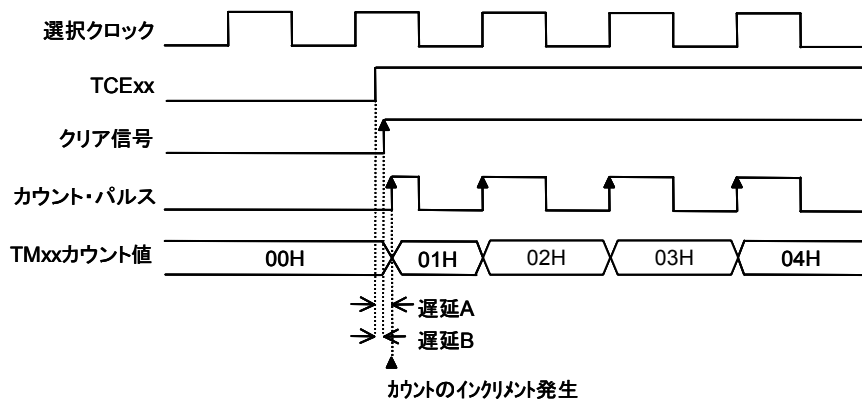 選択クロック
TCExx
クリア信号
カウント・パルス
TMxxカウント値
00H
01H
02H
03H
04H
遅延A
遅延B
カウントのインクリメント発生